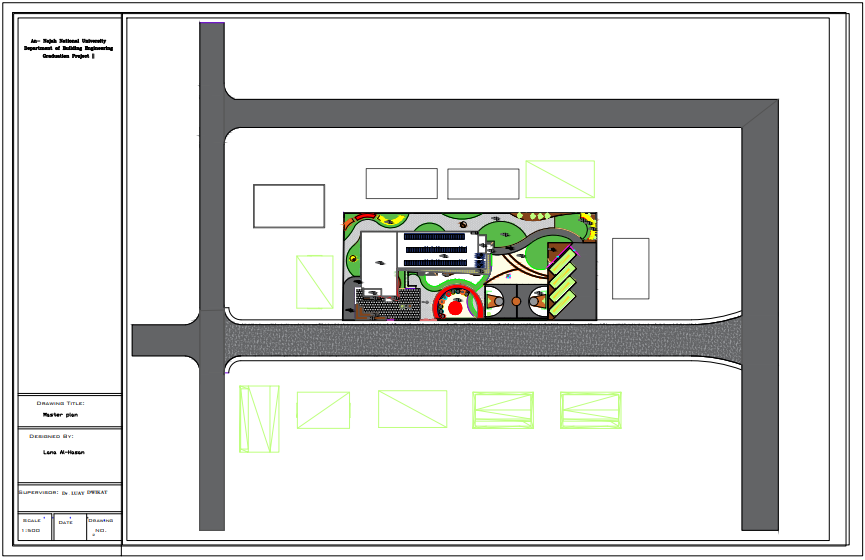 An- Najah National University
Department of Building Engineering
Graduation Project ||
Drawing Title:
Master plan
Designed By:
Lana Al-Hasan
Supervisor: Dr LUAY DWIKAT
Scale
1:500
Date
Drawing
No.